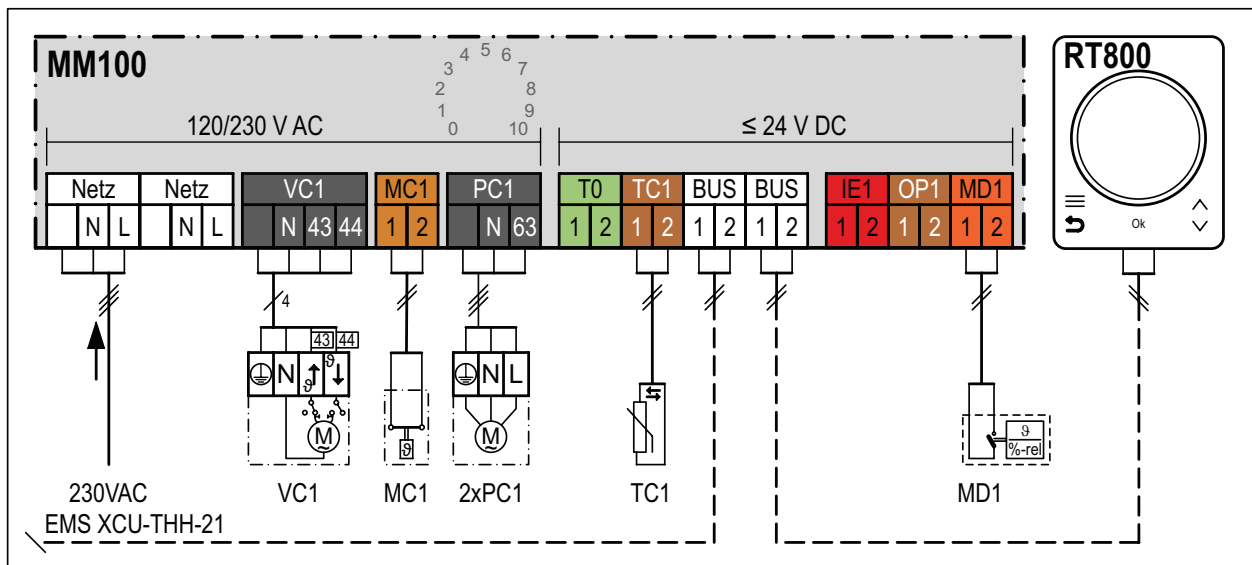 MM100
RT800
0 1 2 3 4 5 6 7 8 9 10
120/230 V AC
≤ 24 V DC
Netz Netz VC1 MC1 PC1 T0 TC1 BUS BUS IE1 OP1 MD1
N L N L N 43 44 1 2 N 63 1 2 1 2 1 2 1 2 1 2 1 2 1 2
Ok
4
43 44
N ϑ ϑ
N L
M
ϑ
M
ϑ
%-rel
230VAC
EMS XCU-THH-21
VC1
MC1
2xPC1
TC1
MD1